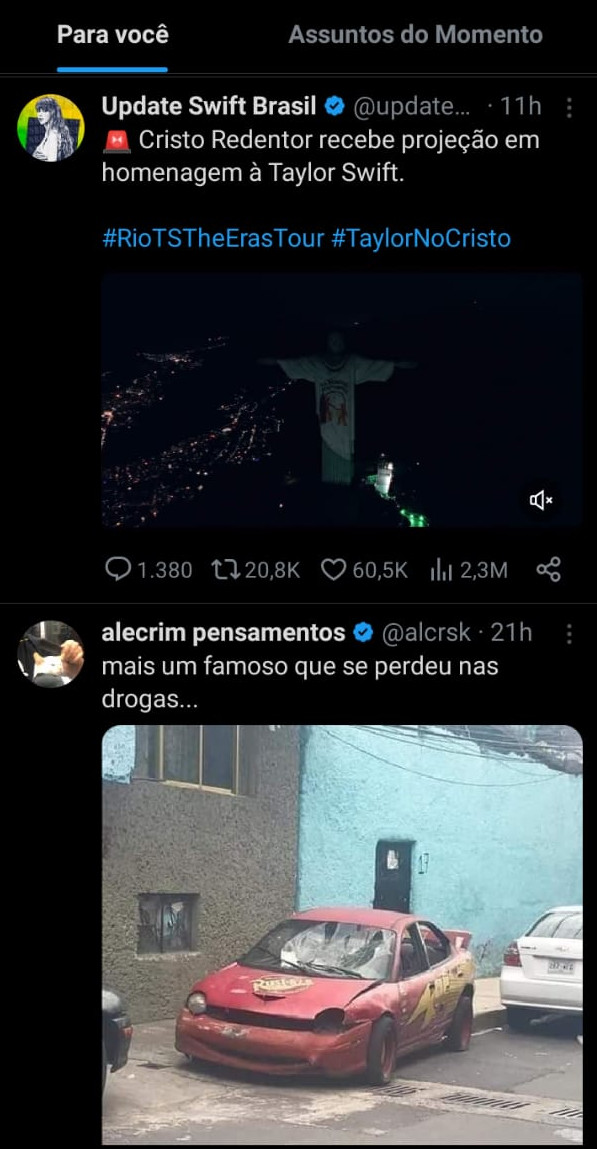 Para você
Assuntos do Momento
Update Swift Brasil @update... · 11h
🚨 Cristo Redentor recebe projeção em
homenagem à Taylor Swift.
#RioTSTheErasTour #TaylorNoCristo
1.380 20,8K 60,5K 2,3M
alecrim pensamentos @alcrsk · 21h
mais um famoso que se perdeu nas
drogas...